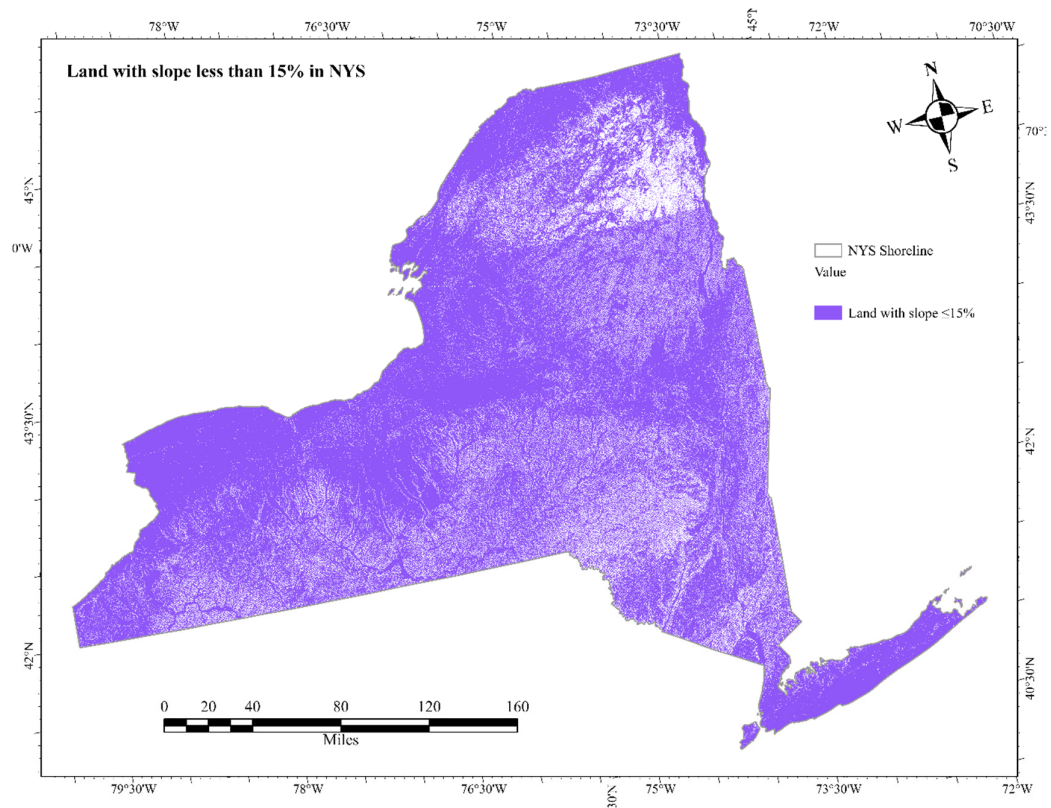 78°W 76°30'W 75°W 73°30'W 45°N 72°W 70°30'W
Land with slope less than 15% in NYS
N
W E
S
70°3
45°N
43°30'N
0'W
NYS Shoreline
Value
Land with slope ≤15%
43°30'N
42°N
42°N
40°30'N
0 20 40 80 120 160
Miles
79°30'W 78°W 76°30'W 30'N 75°W 73°30'W 72°W